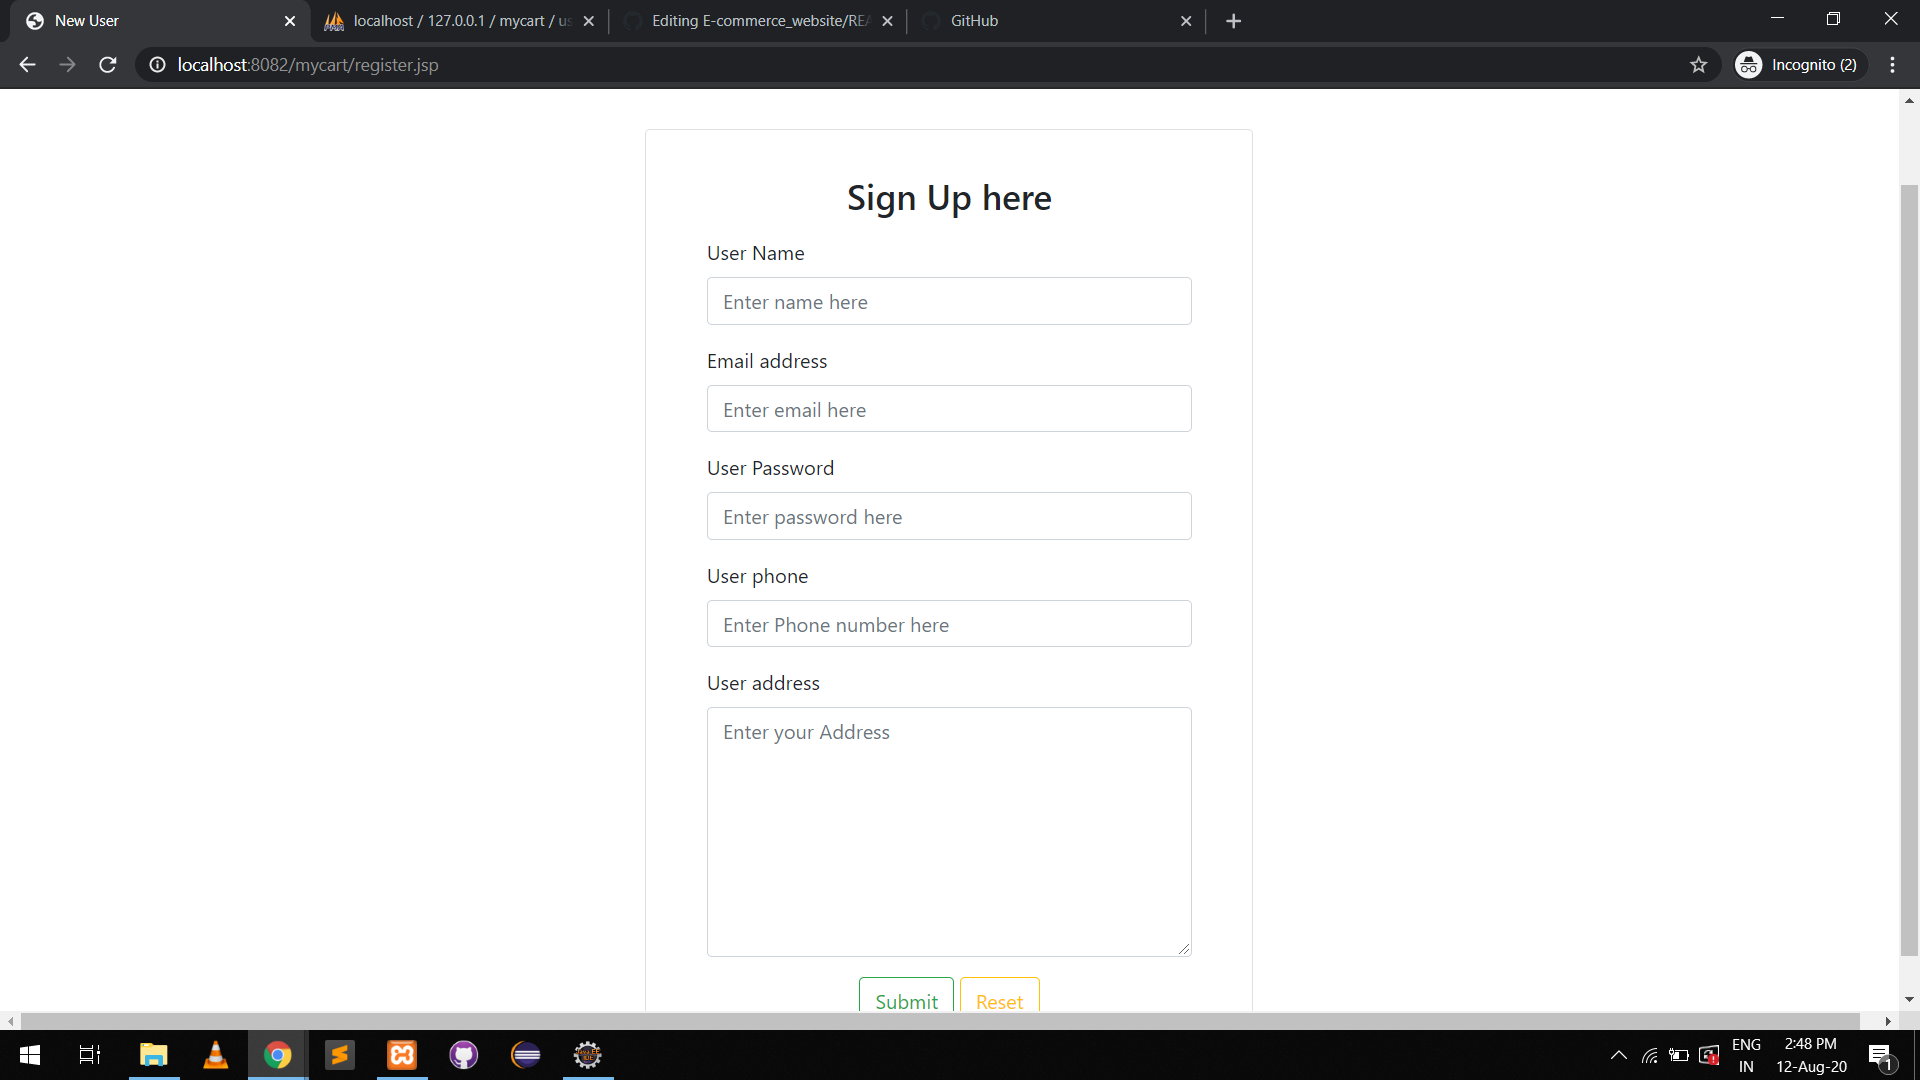 New User
localhost / 127.0.0.1 / mycart / us
Editing E-commerce_website/REA
GitHub
localhost:8082/mycart/register.jsp
Incognito (2)
Sign Up here
User Name
Enter name here
Email address
Enter email here
User Password
Enter password here
User phone
Enter Phone number here
User address
Enter your Address
Submit
Reset
ENG
IN
2:48 PM
12-Aug-20
1